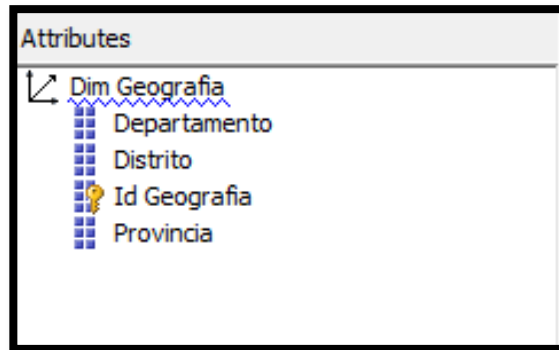 Attributes
Dim Geografia
Departamento
Distrito
Id Geografia
Provincia